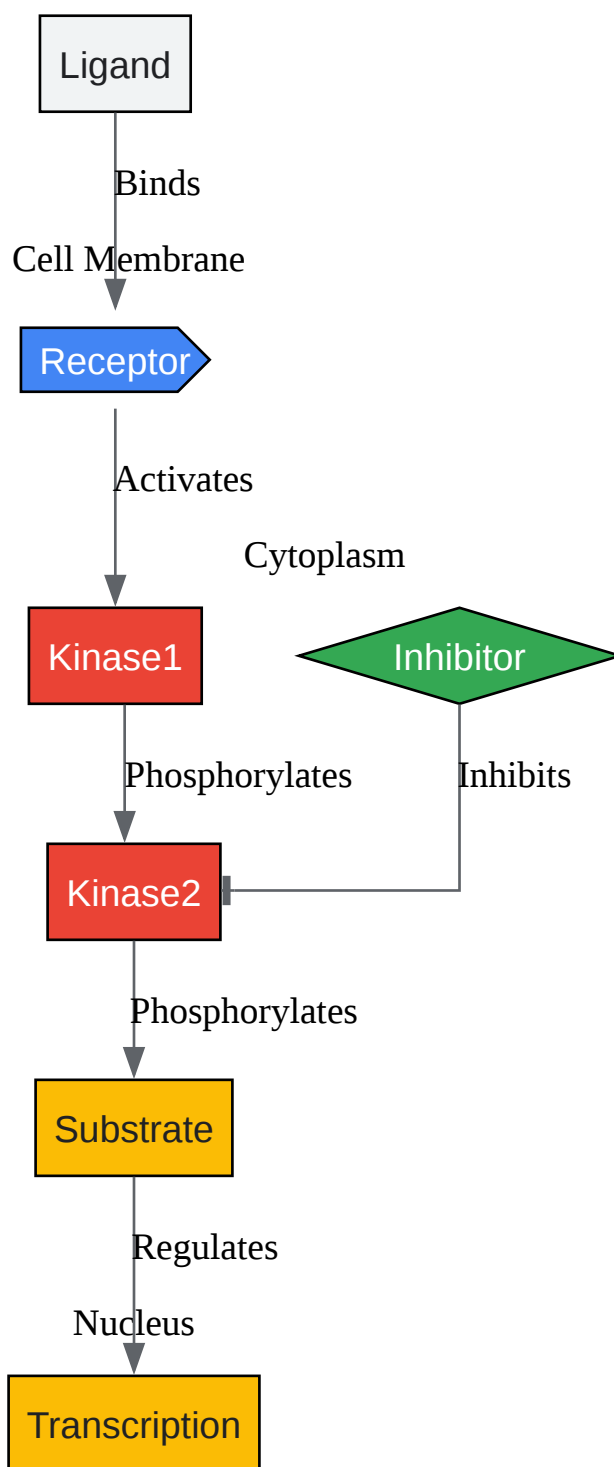 Ligand
Binds
Cell Membrane
Receptor
Activates
Cytoplasm
Kinase1
Inhibitor
Phosphorylates
Inhibits
Kinase2
Phosphorylates
Substrate
Regulates
Nucleus
Transcription